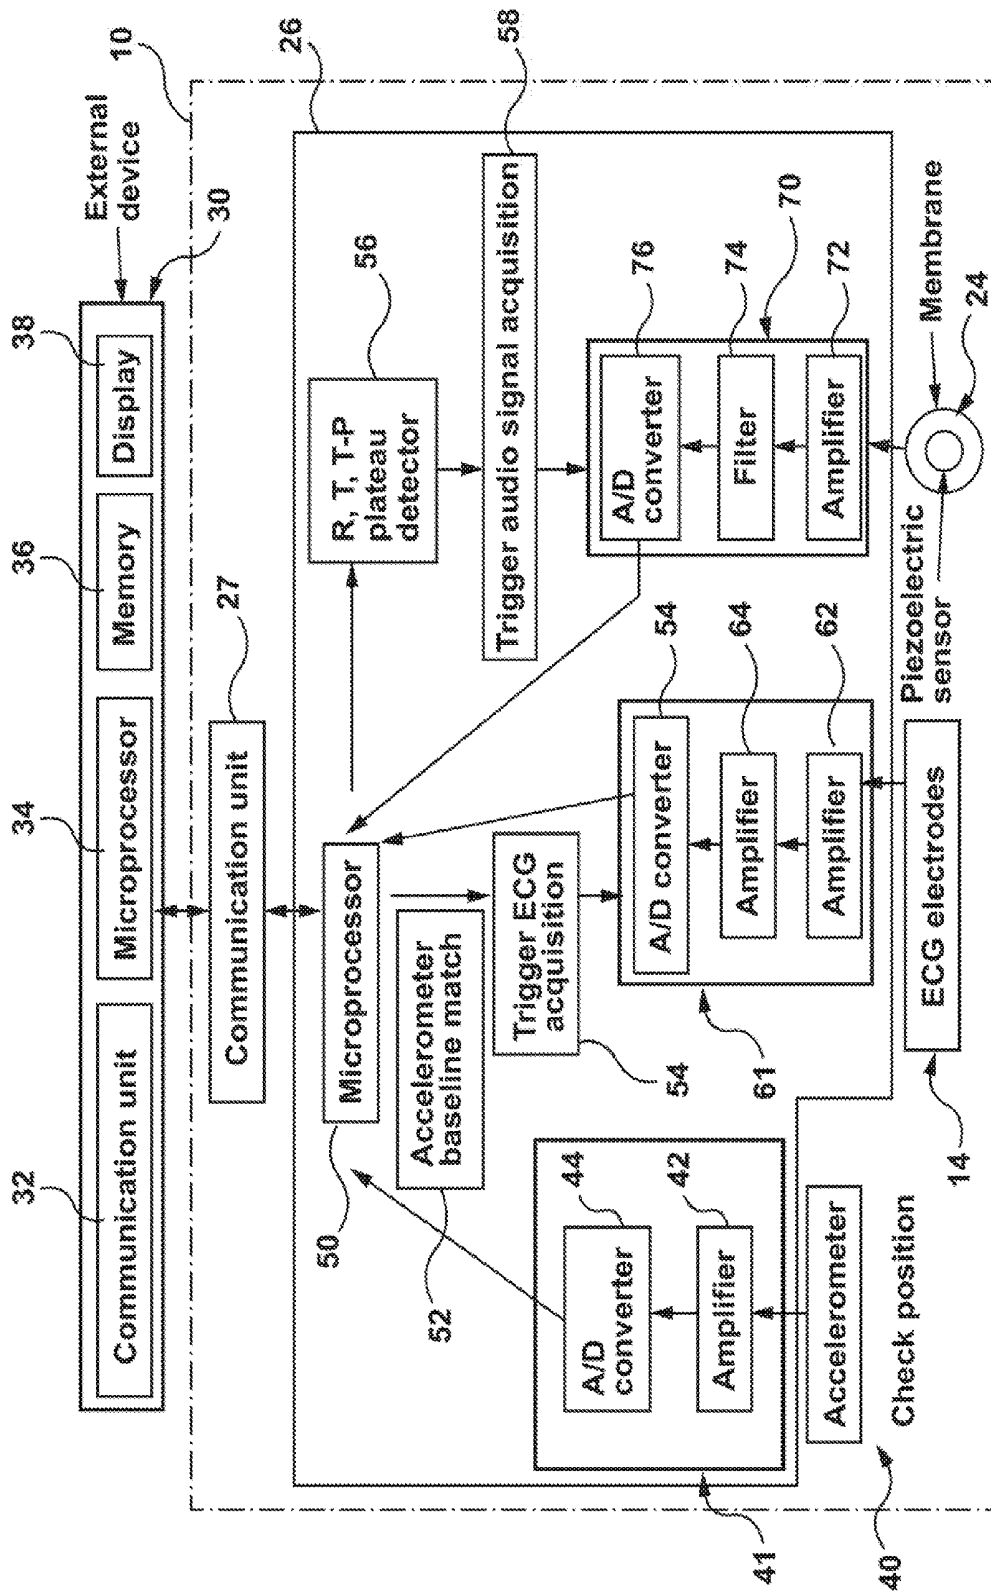 32
34
36
38
External
device
30
10
Communication unit
Microprocessor
Memory
Display
27
26
Communication unit
58
50
Microprocessor
R, T, T-P
plateau
detector
56
52
Accelerometer
baseline match
Trigger ECG
acquisition
54
Trigger audio signal acquisition
41
44
A/D
converter
42
Amplifier
61
A/D converter
54
Amplifier
64
Amplifier
62
A/D
converter
76
Filter
74
Amplifier
72
70
40
Accelerometer
Check position
14
ECG electrodes
Piezoelectric
sensor
Membrane
24